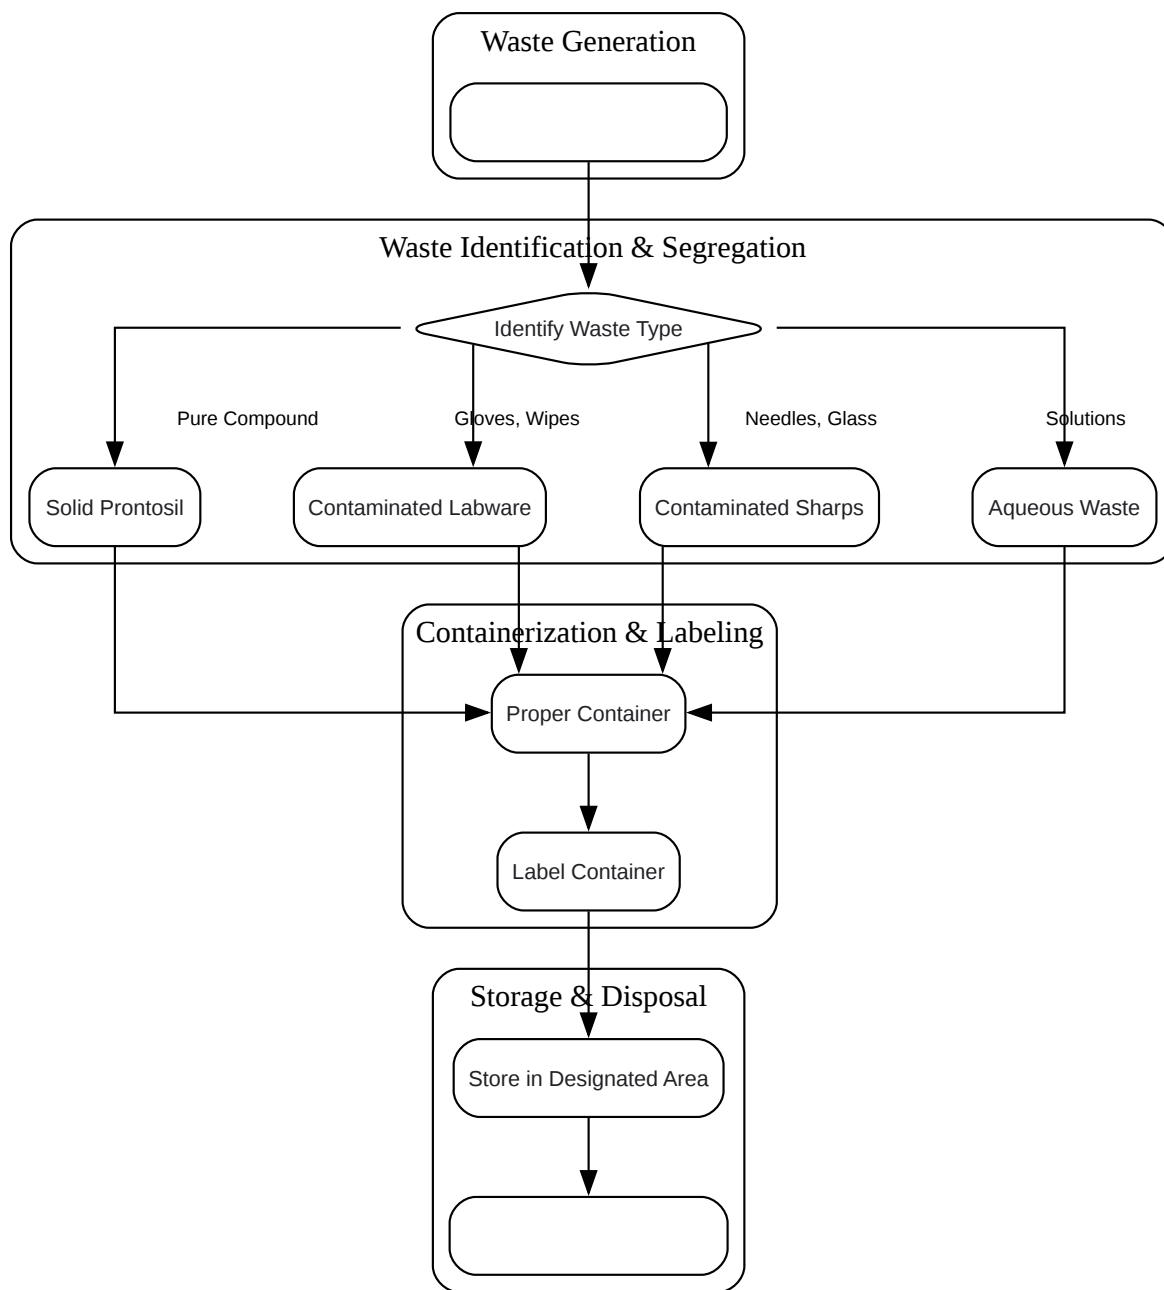 Waste Generation
Waste Identification & Segregation
Identify Waste Type
Pure Compound
Gloves, Wipes
Needles, Glass
Solutions
Solid Prontosil
Contaminated Labware
Contaminated Sharps
Aqueous Waste
Containerization & Labeling
Proper Container
Label Container
Storage & Disposal
Store in Designated Area